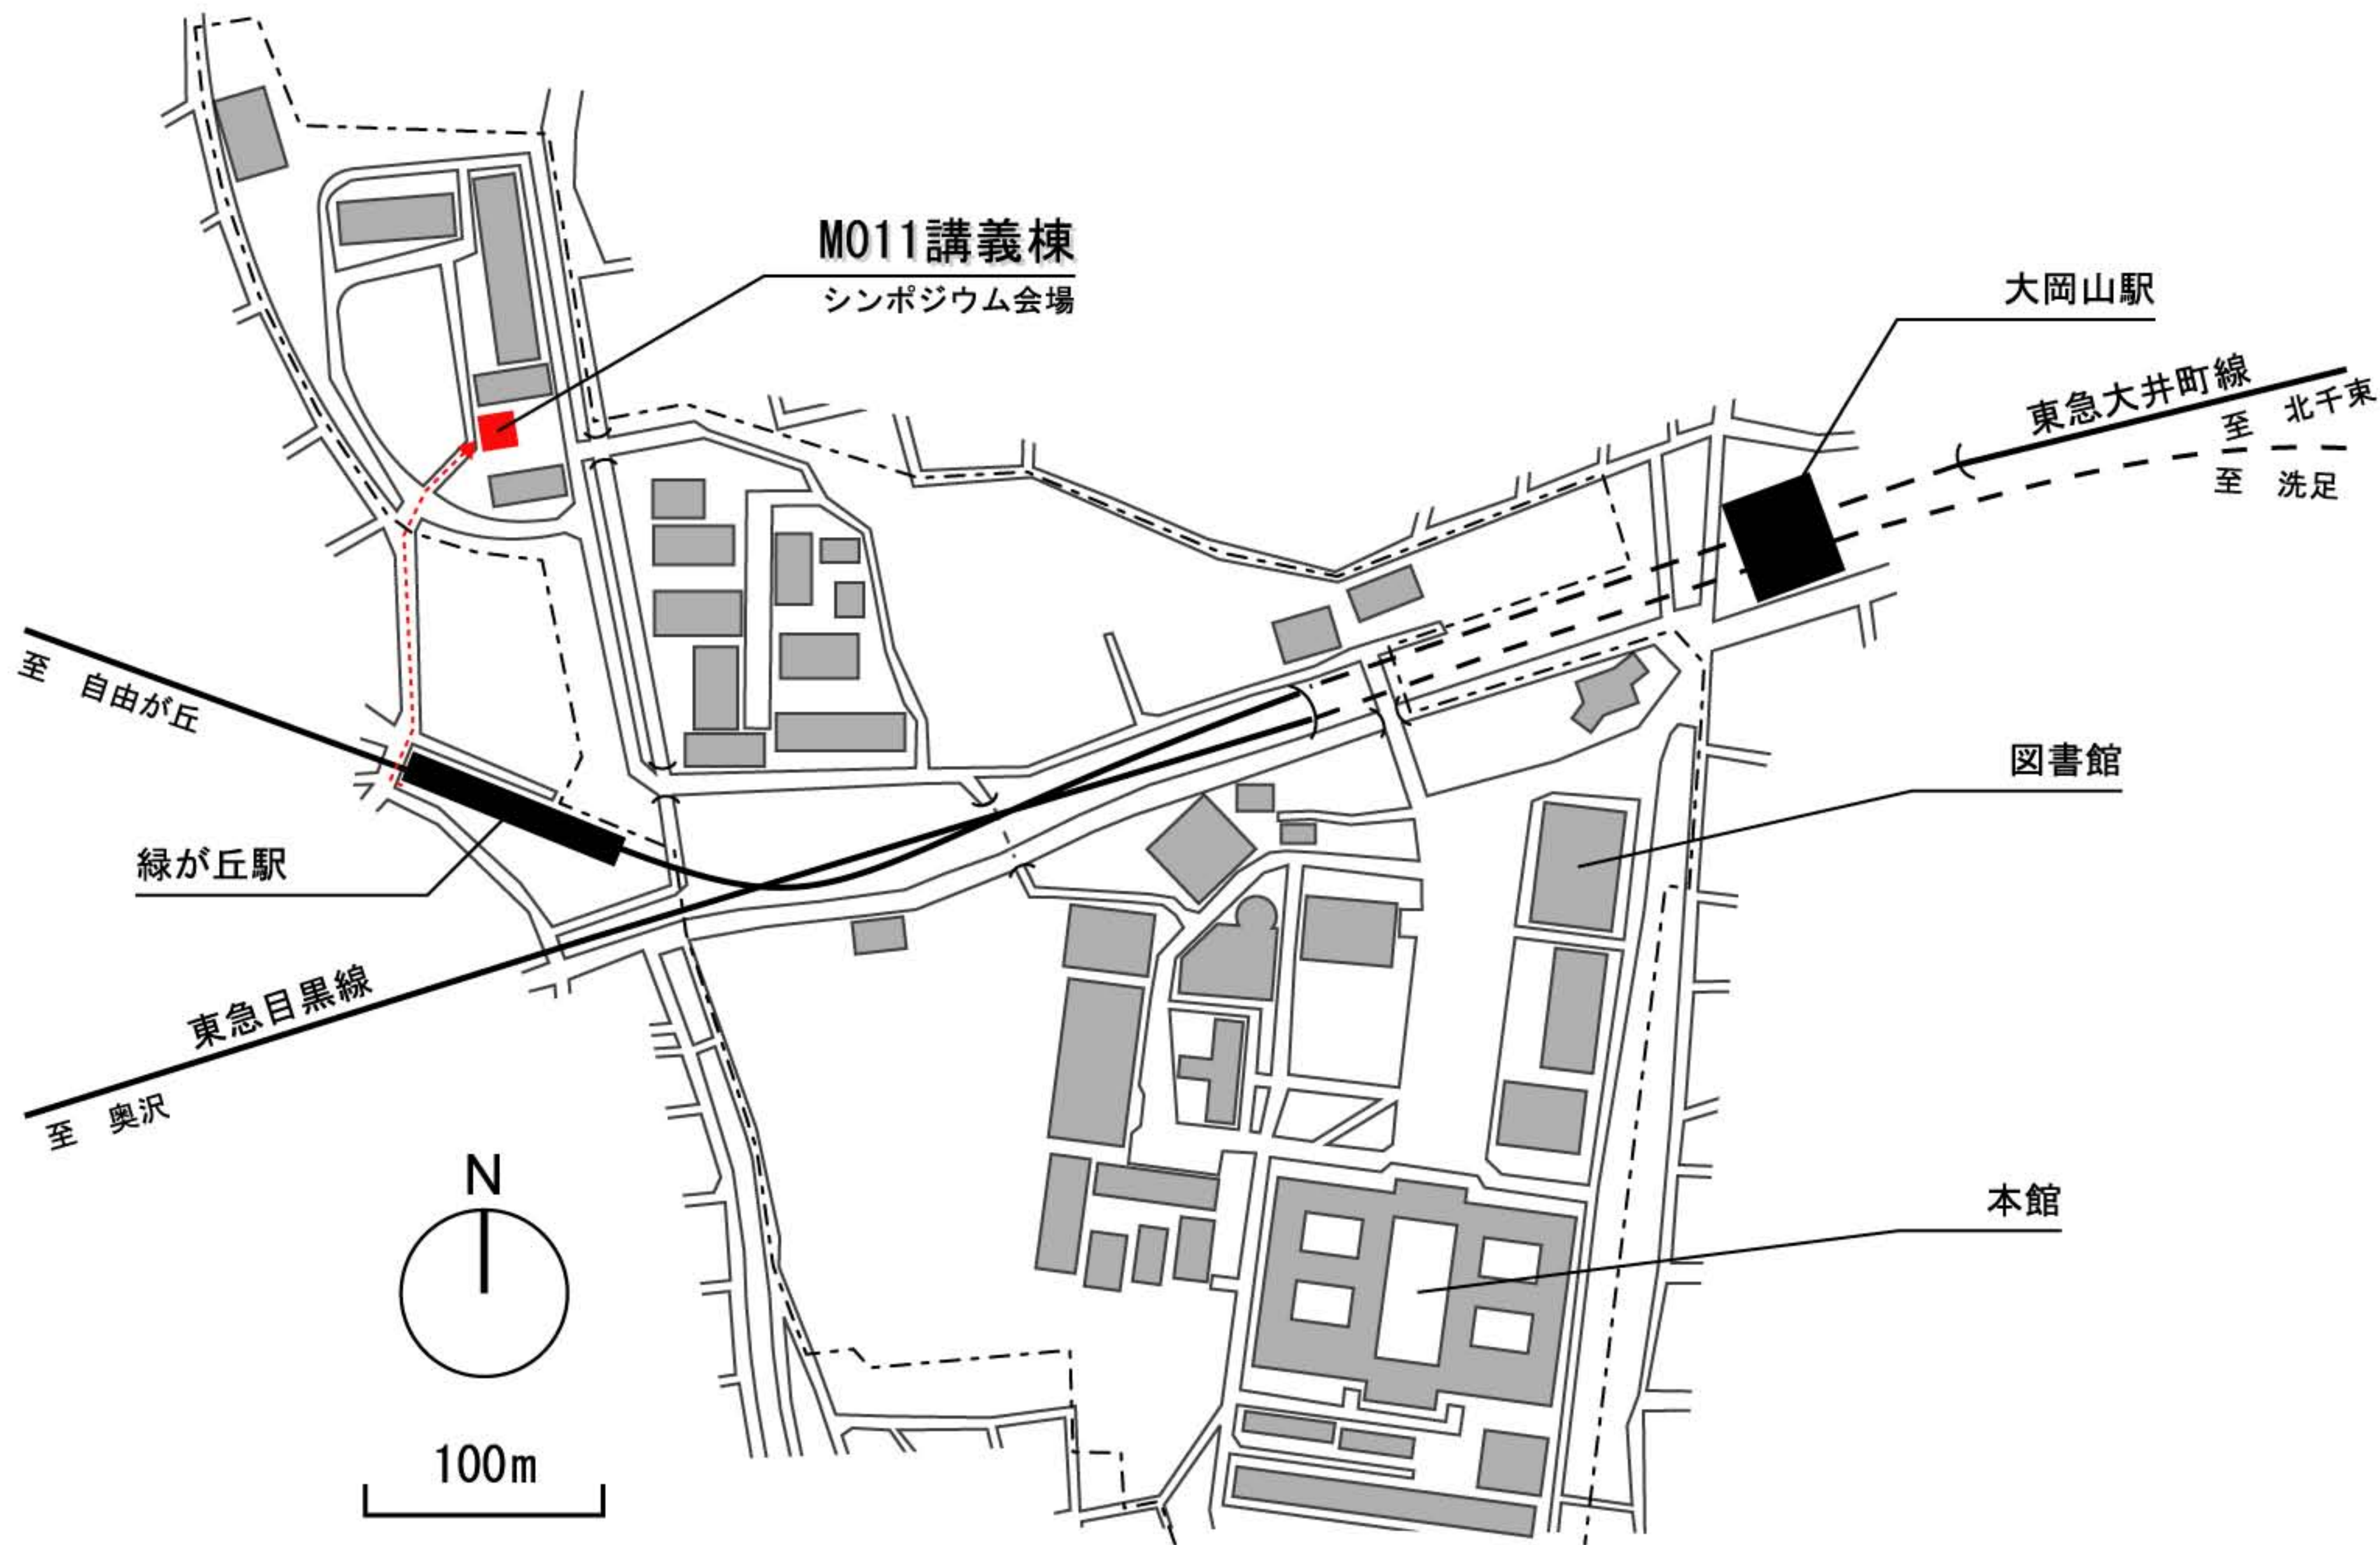 M011講義棟
シンポジウム会場
大岡山駅
東急大井町線
至 北千束
至 洗足
至 自由が丘
緑が丘駅
図書館
東急目黒線
至 奥沢
本館
N
100m